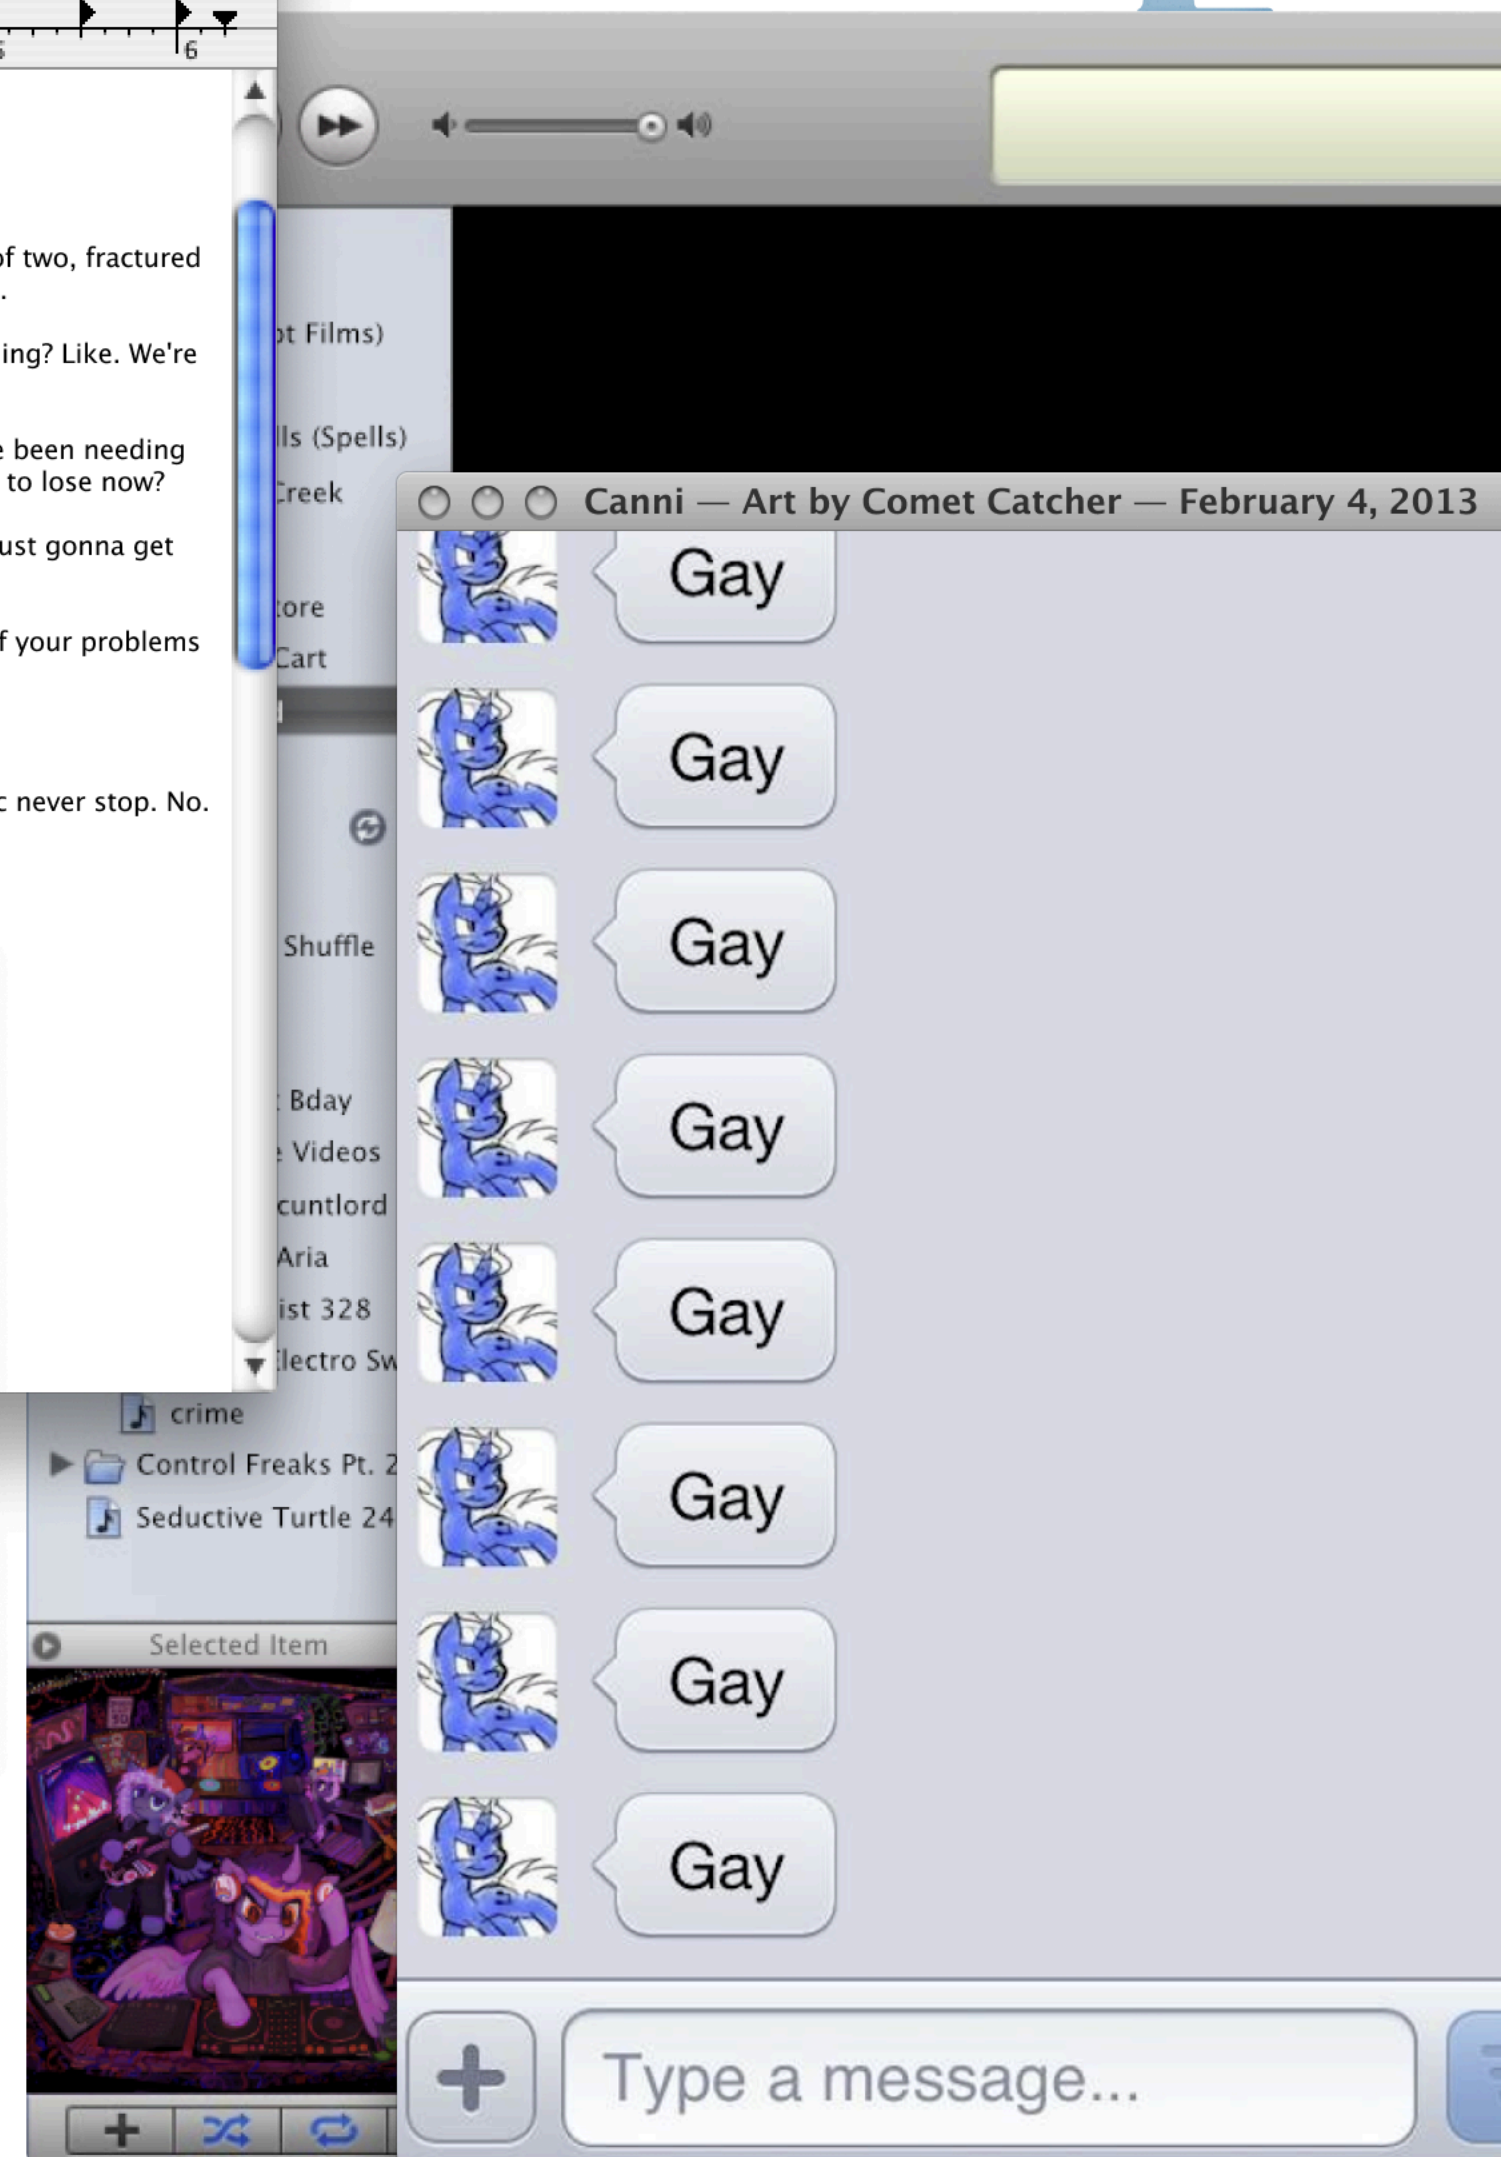 6
of two, fractured
.
ing? Like. We're
been needing
to lose now?
ust gonna get
f your problems
c never stop. No.
ot Films)
lls (Spells)
Creek
tore
Cart
Shuffle
: Bday
Videos
cuntlord
Aria
ist 328
Electro Sw
crime
Control Freaks Pt. 2
Seductive Turtle 24
Selected Item
Canni — Art by Comet Catcher — February 4, 2013
Gay
Gay
Gay
Gay
Gay
Gay
Gay
Gay
Type a message...